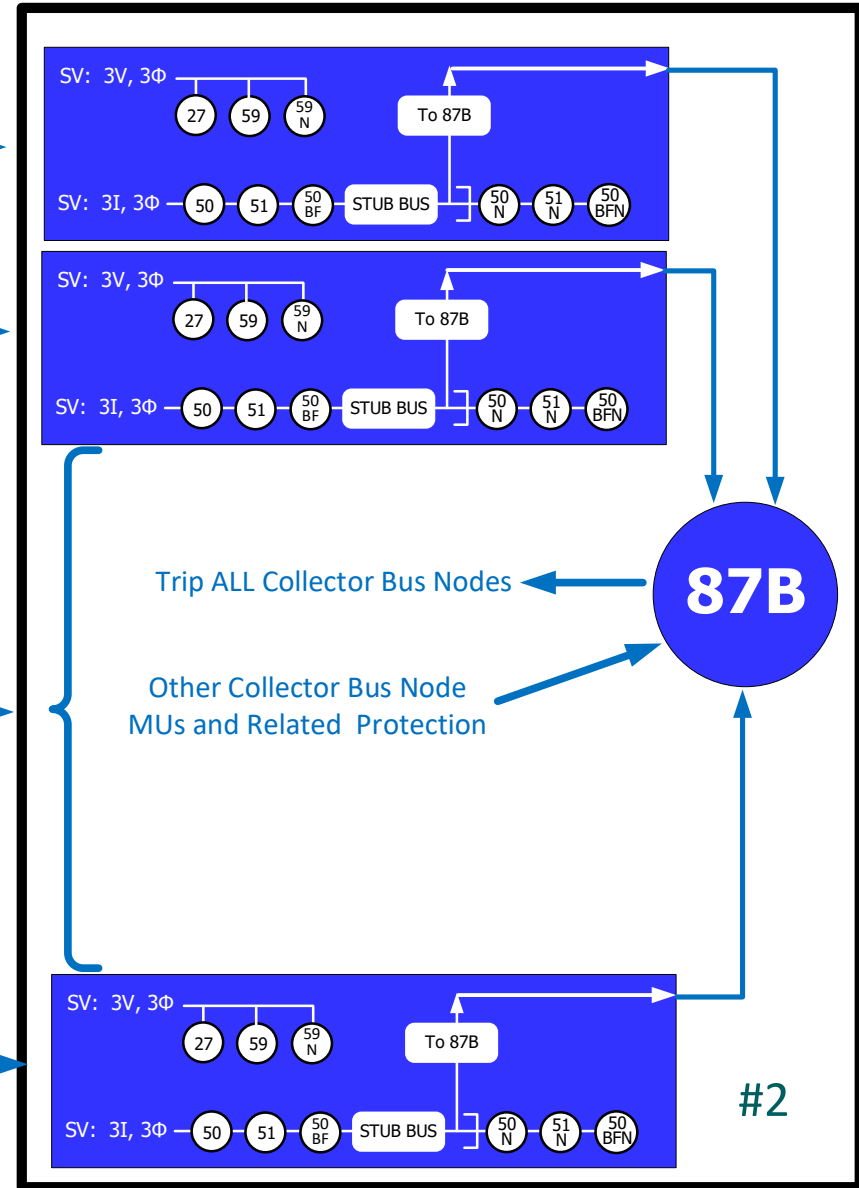 SV: 3V, 3Φ
27
59
59
N
To 87B
SV: 3I, 3Φ
50
51
50
BF
STUB BUS
50
N
51
N
50
BFN
SV: 3V, 3Φ
27
59
59
N
To 87B
SV: 3I, 3Φ
50
51
50
BF
STUB BUS
50
N
51
N
50
BFN
Trip ALL Collector Bus Nodes
87B
Other Collector Bus Node
MUs and Related Protection
SV: 3V, 3Φ
27
59
59
N
To 87B
SV: 3I, 3Φ
50
51
50
BF
STUB BUS
50
N
51
N
50
BFN
#2